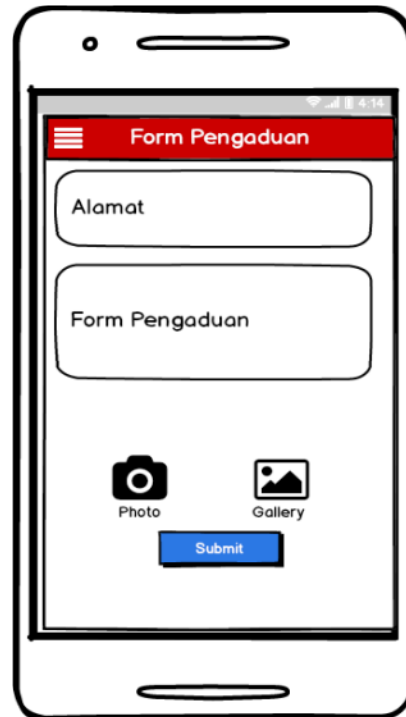 4:14
Form Pengaduan
Alamat
Form Pengaduan
Photo Gallery
Submit